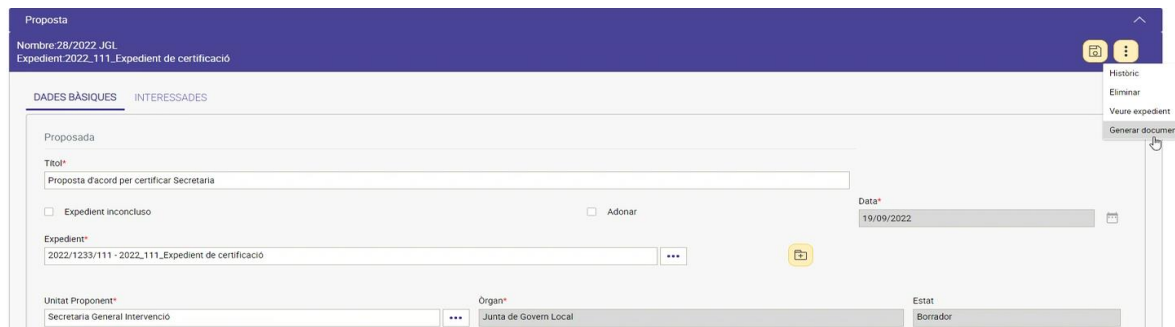 Proposta
Nombre:28/2022 JGL
Expedient:2022_111_Expedient de certificació
Històric
Eliminar
Veure expedient
Generar documen
DADES BÀSIQUES INTERESSADES
Proposada
Títol*
Proposta d'acord per certificar Secretaria
Expedient inconcluso Adonar
Data*
19/09/2022
Expedient*
2022/1233/111 - 2022_111_Expedient de certificació
Unitat Proponent* Òrgan* Estat
Secretaria General Intervenció Junta de Govern Local Borrador